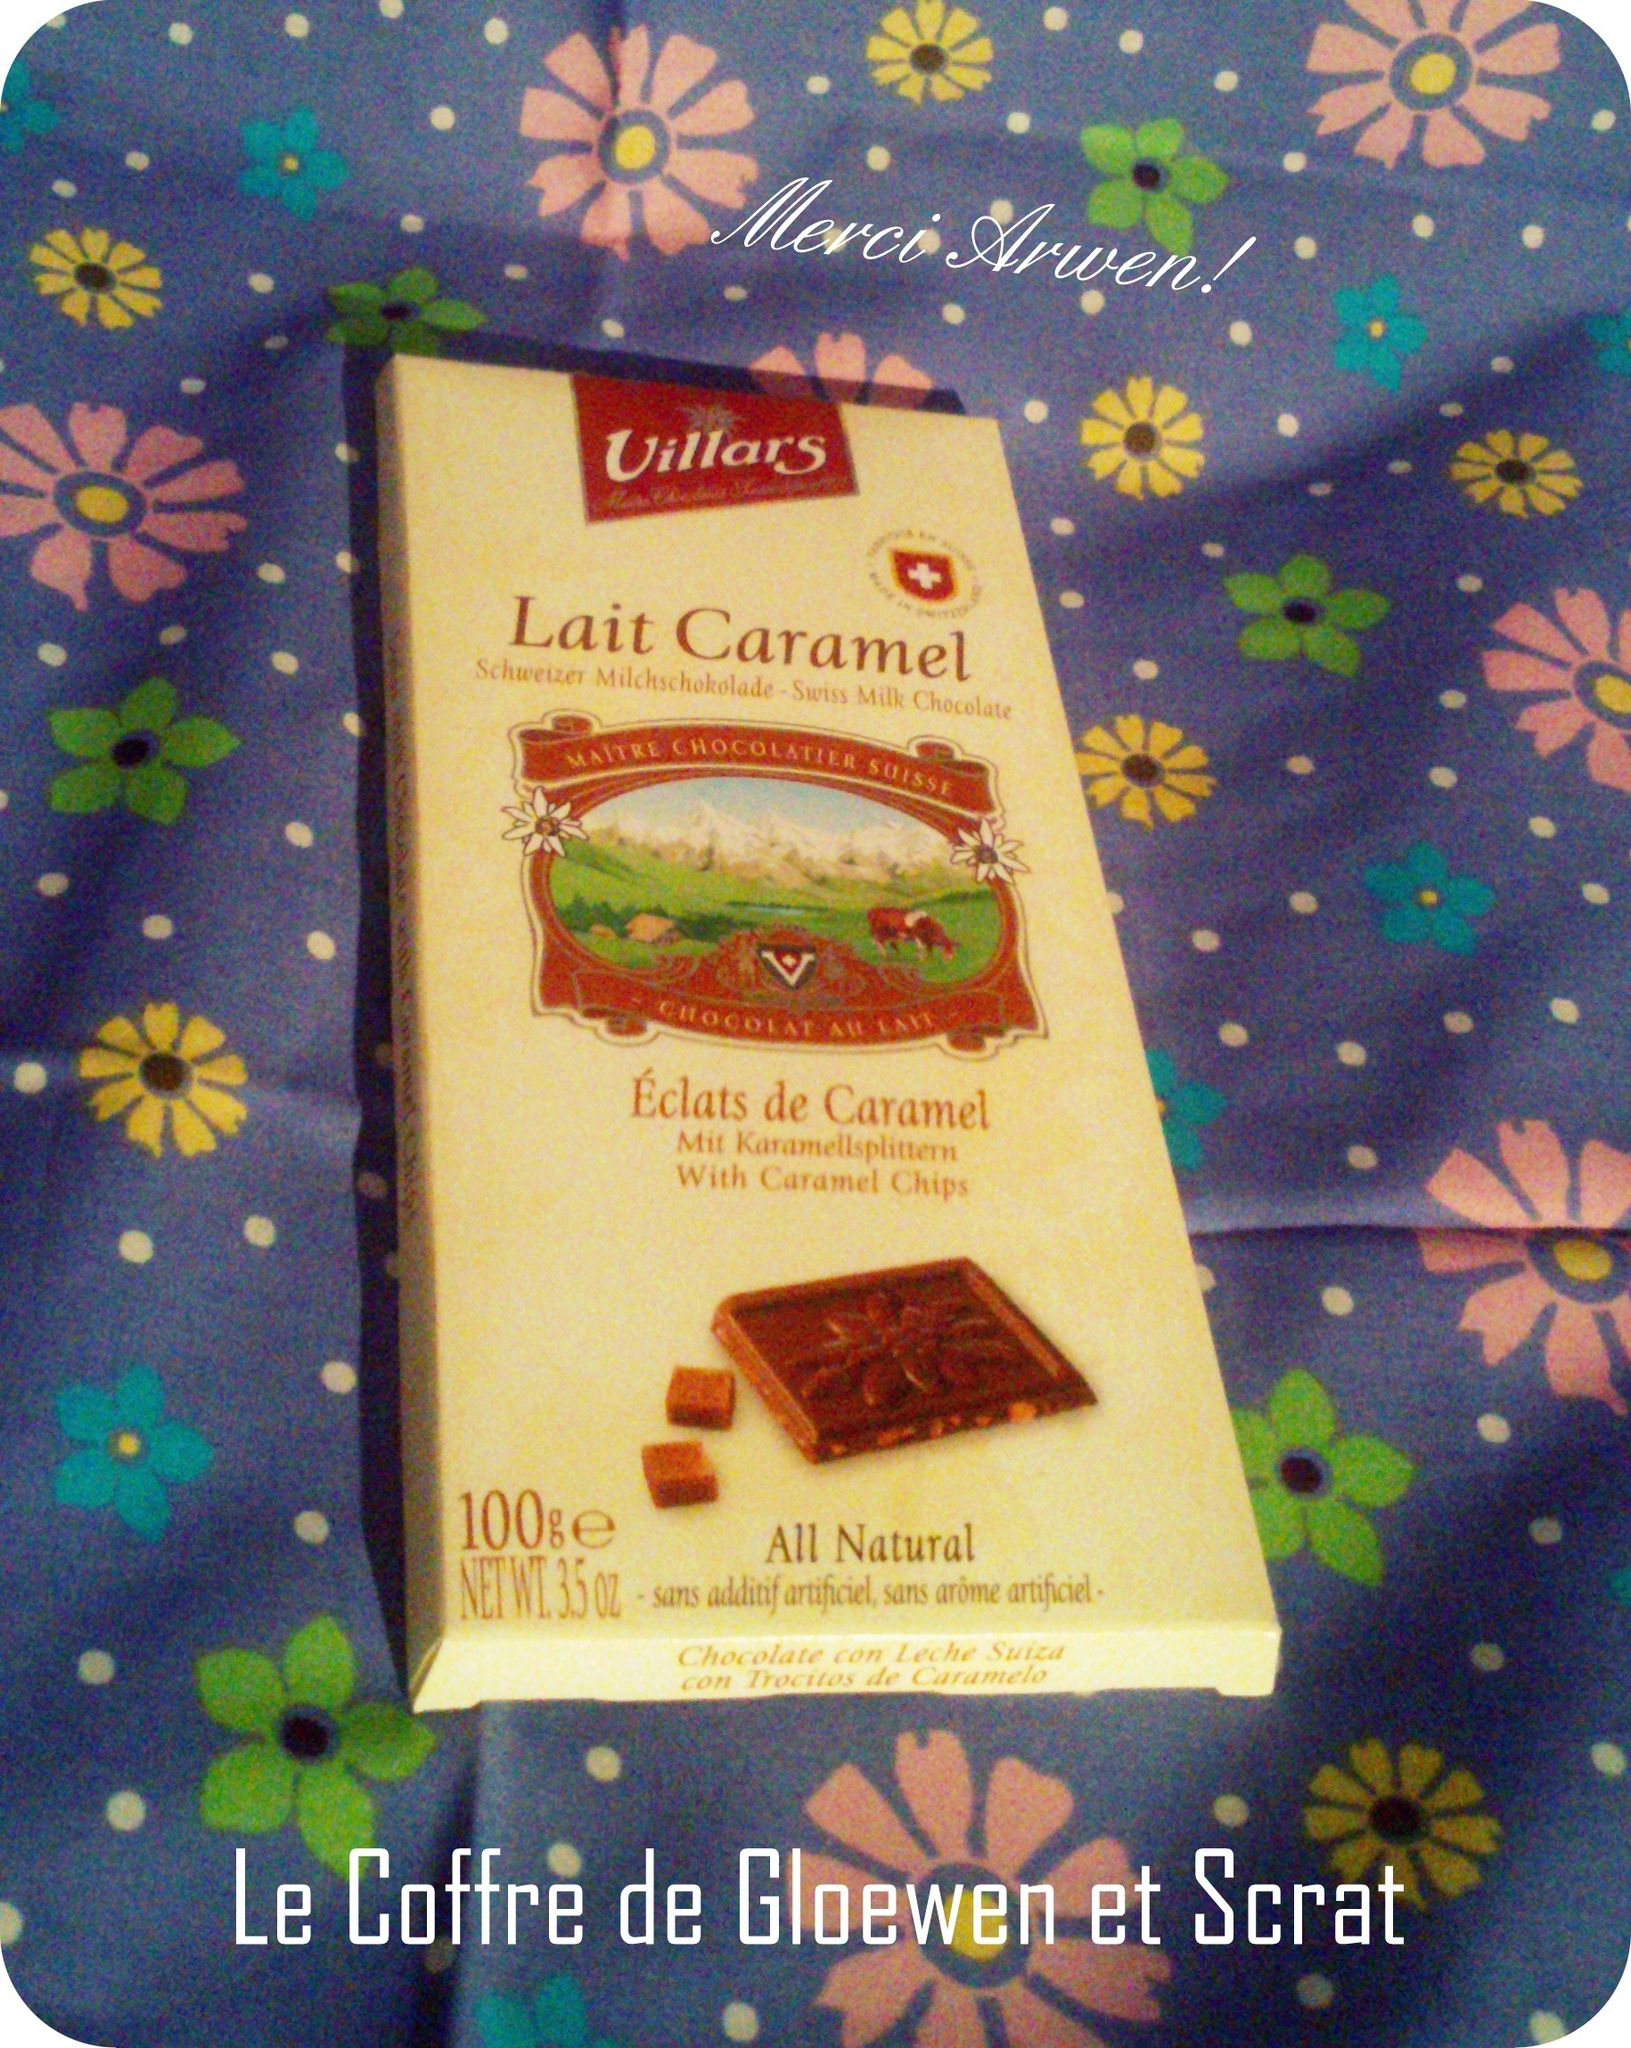 Merci Arwen!
Villars
Lait Caramel
Schweizer Milchschokolade - Swiss Milk Chocolate
MAÎTRE CHOCOLATIER SUISSE
- CHOCOLAT AU LAIT -
Éclats de Caramel
Mit Karamellsplittern
With Caramel Chips
100g e
NET WT. 3.5 OZ
All Natural
- sans additif artificiel, sans arôme artificiel -
Chocolate con Leche Suiza
con Trocitos de Caramelo
Le Coffre de Gloewen et Scrat